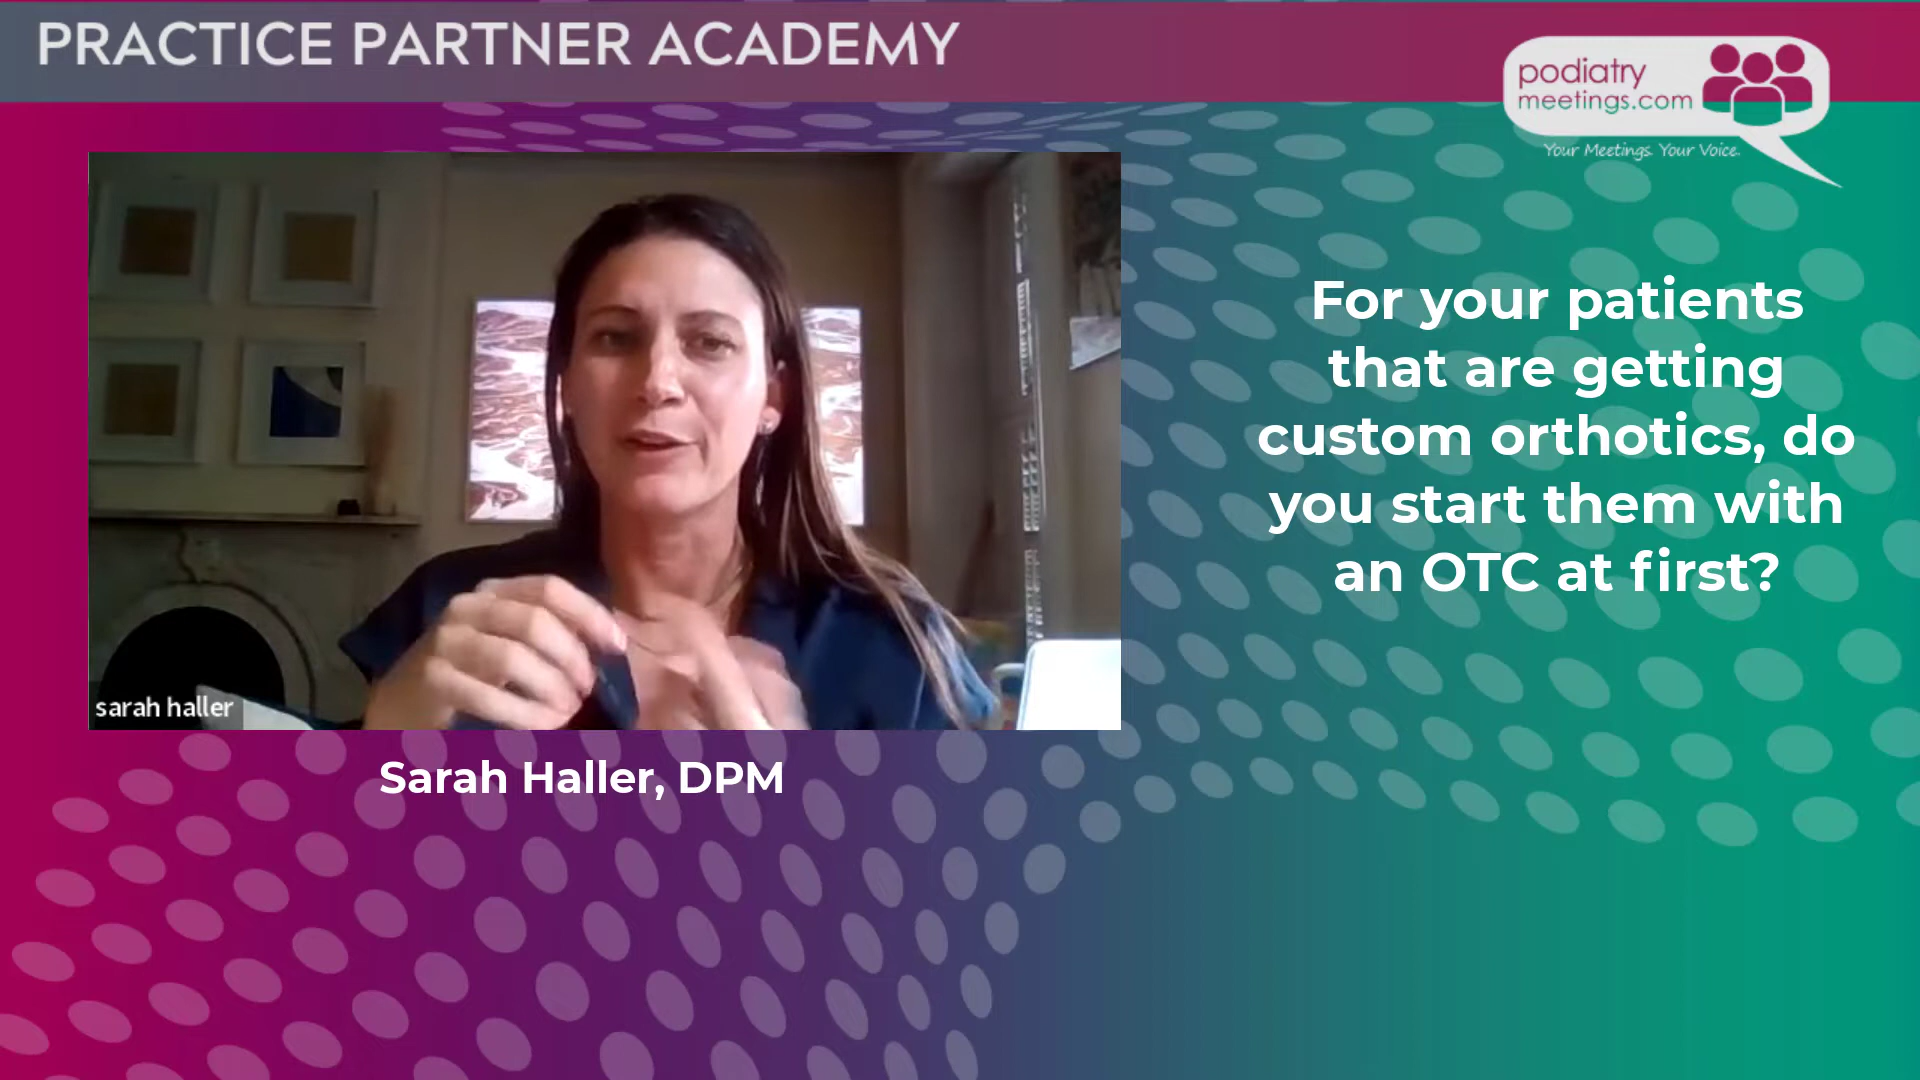 PRACTICE PARTNER ACADEMY
podiatry
meetings.com
Your Meetings. Your Voice.
For your patients
that are getting
custom orthotics, do
you start them with
an OTC at first?
sarah haller
Sarah Haller, DPM